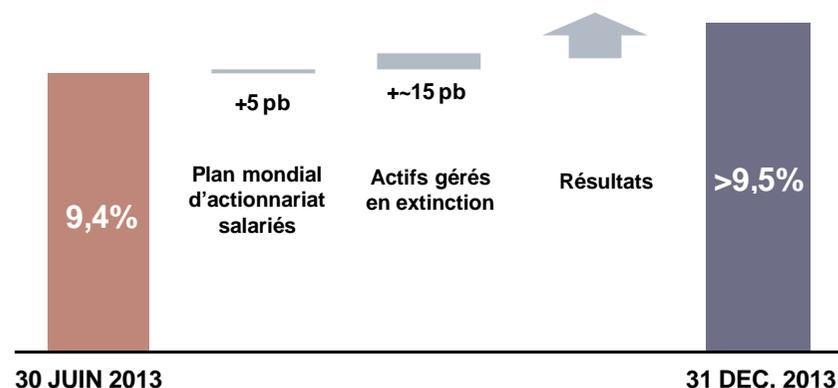 +5 pb
+~15 pb
Plan mondial
d’actionnariat
salariés
Actifs gérés
en extinction
Résultats
9,4%
>9,5%
30 JUIN 2013
31 DEC. 2013